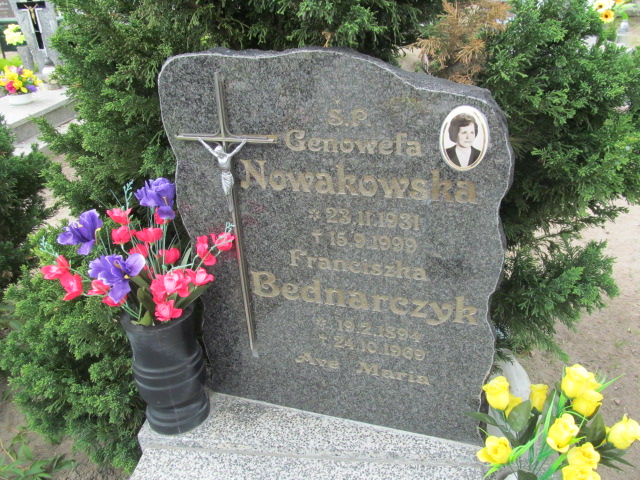 Ś.P
Genowefa
Nowakowska
* 23.11.1931
+ 15.9.1999
Franciszka
Bednarczyk
* 19.2.1894
+ 24.10.1969
Ave Maria